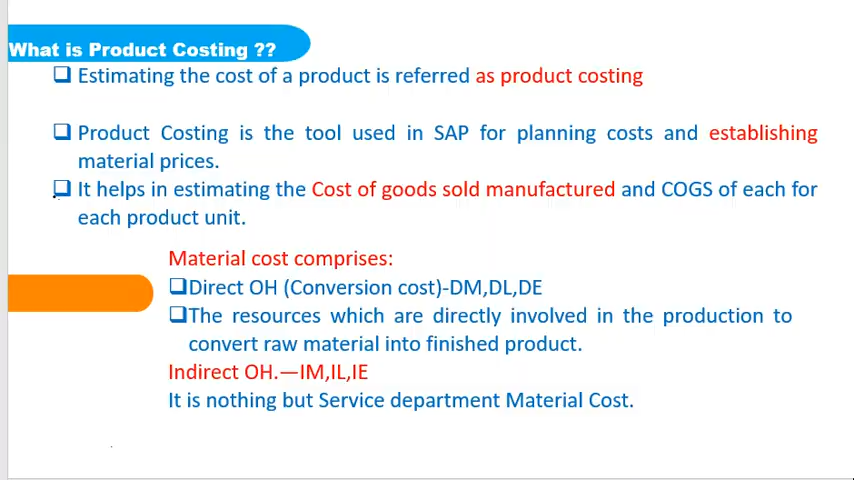 What is Product Costing ??
❑ Estimating the cost of a product is referred as product costing
❑ Product Costing is the tool used in SAP for planning costs and establishing
material prices.
❑ It helps in estimating the Cost of goods sold manufactured and COGS of each for
each product unit.
Material cost comprises:
❑Direct OH (Conversion cost)-DM,DL,DE
❑The resources which are directly involved in the production to
convert raw material into finished product.
Indirect OH.—IM,IL,IE
It is nothing but Service department Material Cost.